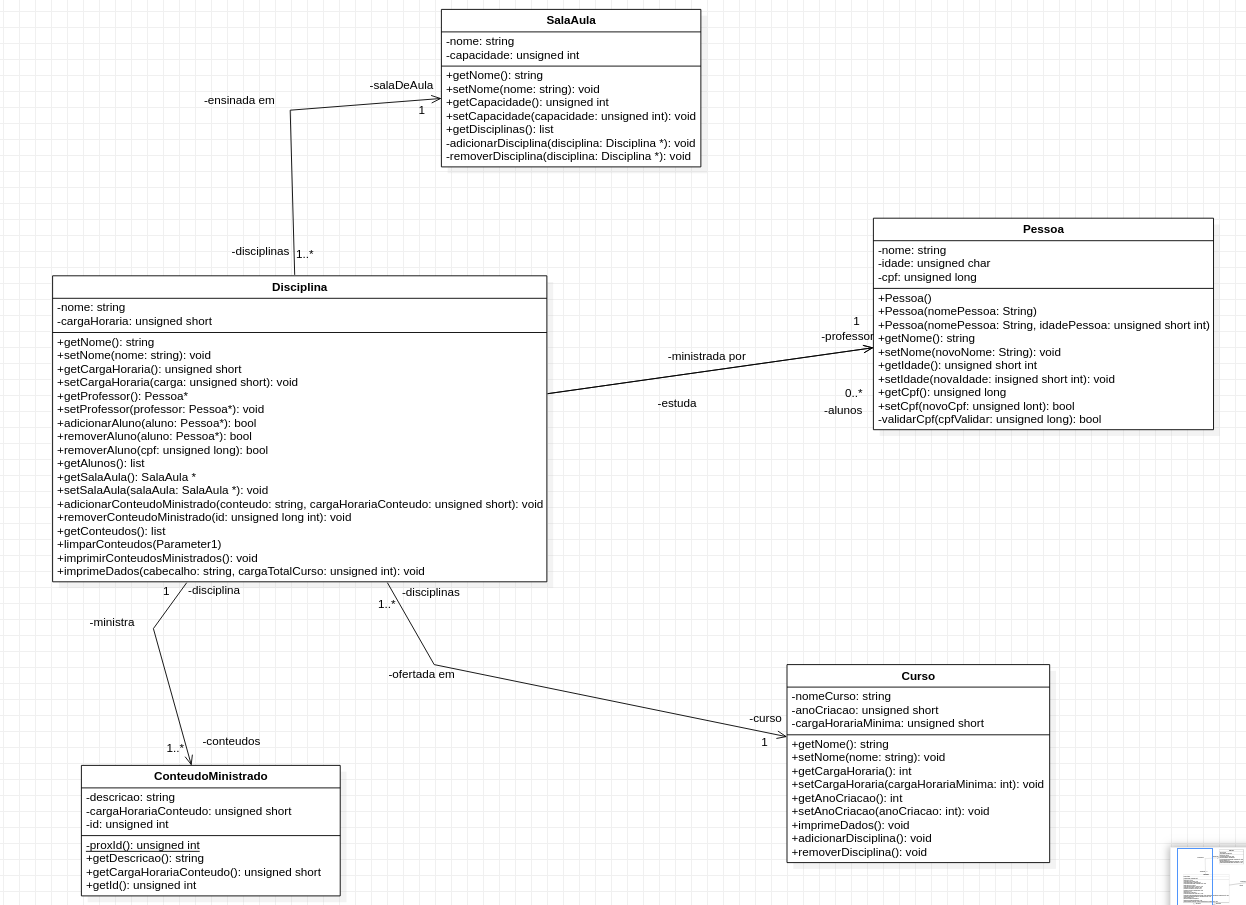 SalaAula
-nome: string
-capacidade: unsigned int
+getNome(): string
+setNome(nome: string): void
+getCapacidade(): unsigned int
+setCapacidade(capacidade: unsigned int): void
+getDisciplinas(): list
-adicionarDisciplina(disciplina: Disciplina *): void
-removerDisciplina(disciplina: Disciplina *): void
-salaDeAula
-ensinada em
1
-disciplinas
1..*
Disciplina
-nome: string
-cargaHoraria: unsigned short
+getNome(): string
+setNome(nome: string): void
+getCargaHoraria(): unsigned short
+setCargaHoraria(carga: unsigned short): void
+getProfessor(): Pessoa*
+setProfessor(professor: Pessoa*): void
+adicionarAluno(aluno: Pessoa*): bool
+removerAluno(aluno: Pessoa*): bool
+removerAluno(cpf: unsigned long): bool
+getAlunos(): list
+getSalaAula(): SalaAula *
+setSalaAula(salaAula: SalaAula *): void
+adicionarConteudoMinistrado(conteudo: string, cargaHorariaConteudo: unsigned short): void
+removerConteudoMinistrado(id: unsigned long int): void
+getConteudos(): list
+limparConteudos(Parameter1)
+imprimirConteudosMinistrados(): void
+imprimeDados(cabecalho: string, cargaTotalCurso: unsigned int): void
Pessoa
-nome: string
-idade: unsigned char
-cpf: unsigned long
+Pessoa()
+Pessoa(nomePessoa: String)
+Pessoa(nomePessoa: String, idadePessoa: unsigned short int)
+getNome(): string
+setNome(novoNome: String): void
+getIdade(): unsigned short int
+setIdade(novaIdade: insigned short int): void
+getCpf(): unsigned long
+setCpf(novoCpf: unsigned lont): bool
-validarCpf(cpfValidar: unsigned long): bool
1
-professor
-ministrada por
-estuda
0..*
-alunos
1
-disciplina
-ministra
1..*
-conteudos
-disciplinas
1..*
-ofertada em
-curso
1
ConteudoMinistrado
-descricao: string
-cargaHorariaConteudo: unsigned short
-id: unsigned int
-proxId(): unsigned int
+getDescricao(): string
+getCargaHorariaConteudo(): unsigned short
+getId(): unsigned int
Curso
-nomeCurso: string
-anoCriacao: unsigned short
-cargaHorariaMinima: unsigned short
+getNome(): string
+setNome(nome: string): void
+getCargaHoraria(): int
+setCargaHoraria(cargaHorariaMinima: int): void
+getAnoCriacao(): int
+setAnoCriacao(anoCriacao: int): void
+imprimeDados(): void
+adicionarDisciplina(): void
+removerDisciplina(): void